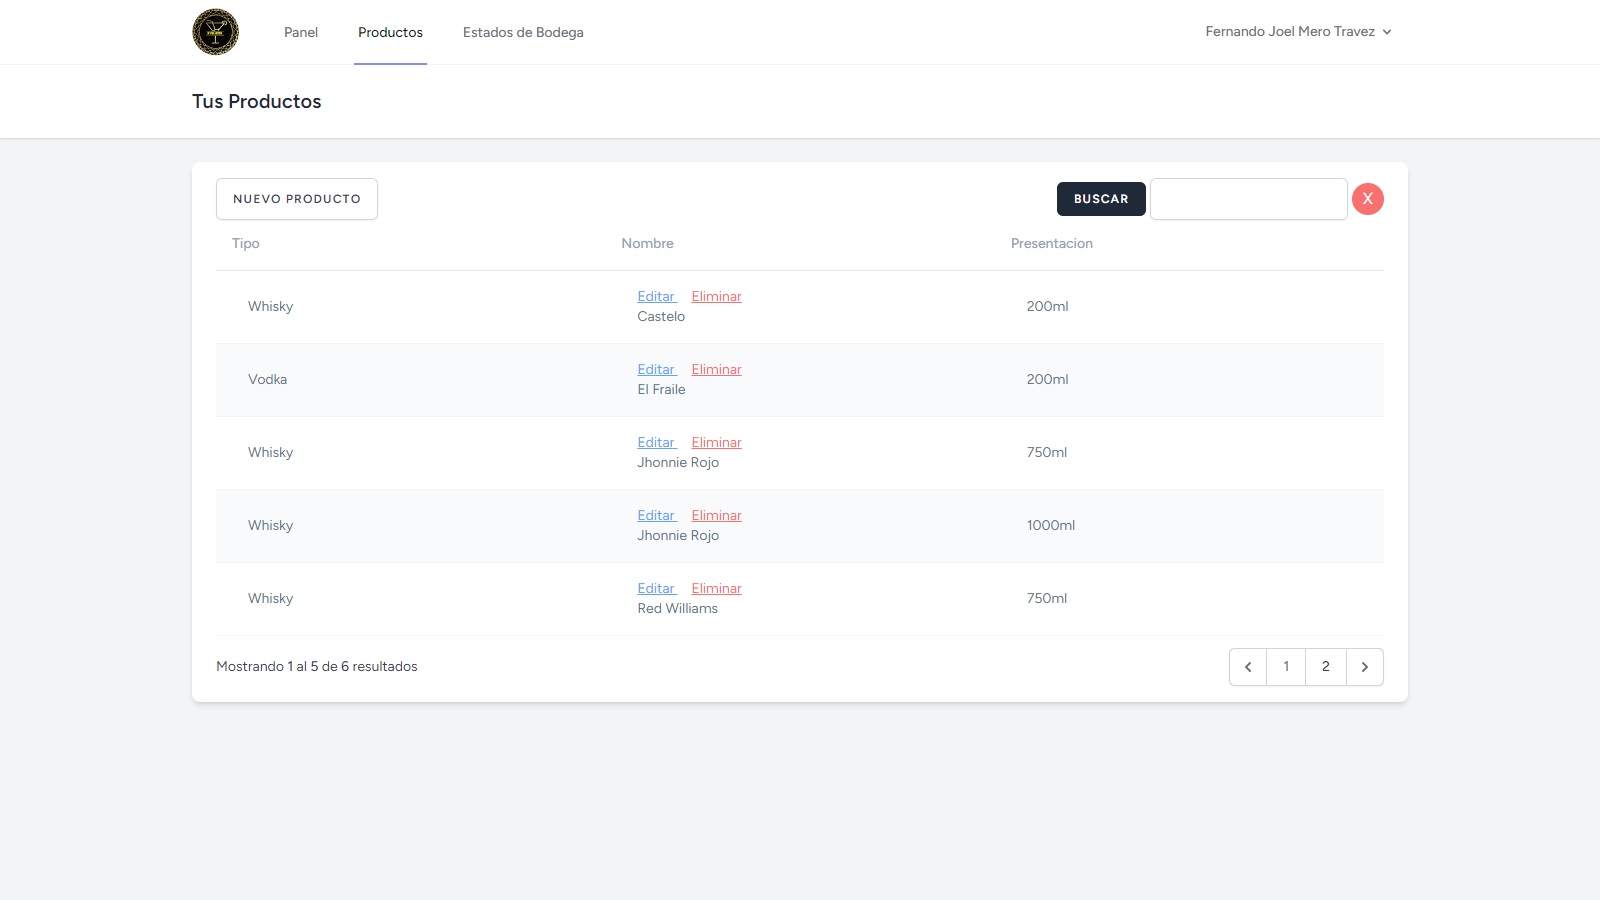 Panel Productos Estados de Bodega Fernando Joel Mero Travez
Tus Productos
NUEVO PRODUCTO BUSCAR X
Tipo Nombre Presentacion
Whisky Editar Eliminar 200ml
Castelo
Vodka Editar Eliminar 200ml
El Fraile
Whisky Editar Eliminar 750ml
Jhonnie Rojo
Whisky Editar Eliminar 1000ml
Jhonnie Rojo
Whisky Editar Eliminar 750ml
Red Williams
Mostrando 1 al 5 de 6 resultados 1 2